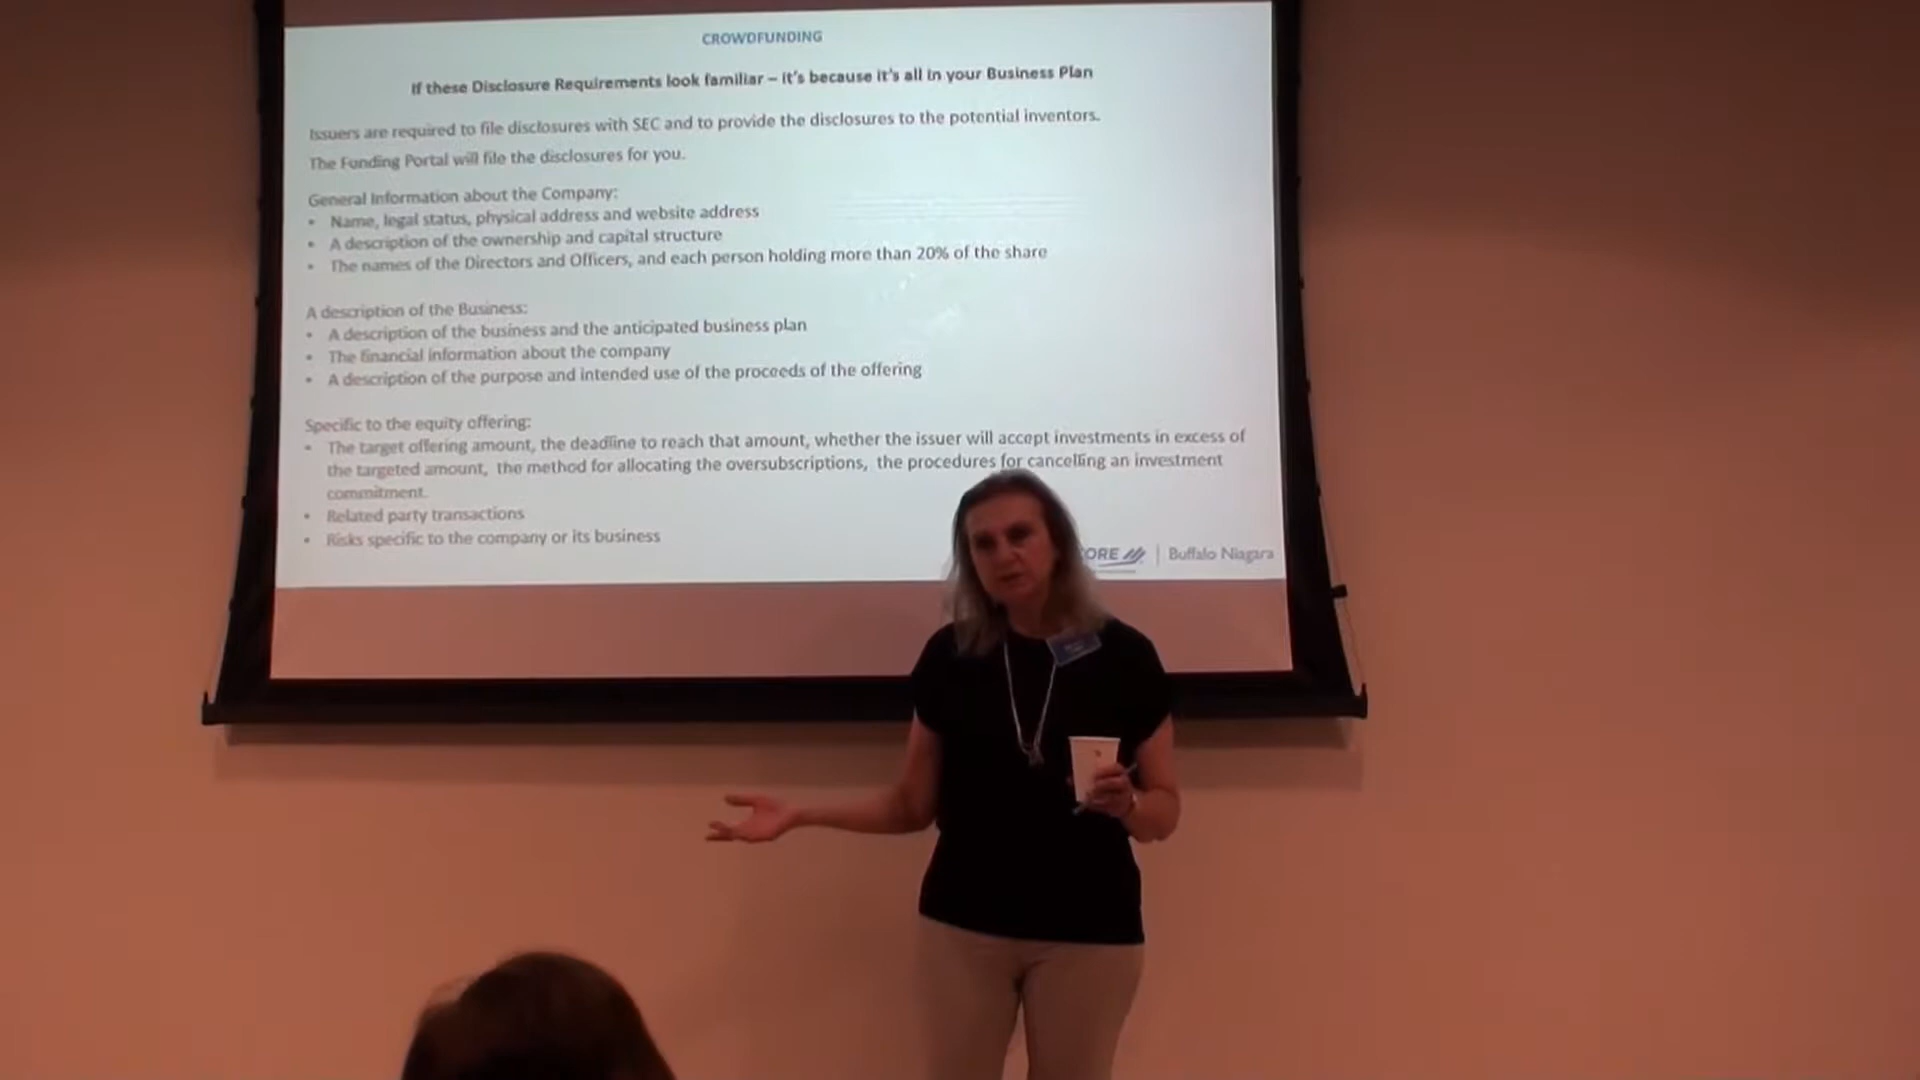 CROWDFUNDING
If these Disclosure Requirements look familiar – it's because it's all in your Business Plan
Issuers are required to file disclosures with SEC and to provide the disclosures to the potential inventors.
The Funding Portal will file the disclosures for you.
General Information about the Company:
• Name, legal status, physical address and website address
• A description of the ownership and capital structure
• The names of the Directors and Officers, and each person holding more than 20% of the share
A description of the Business:
• A description of the business and the anticipated business plan
• The financial information about the company
• A description of the purpose and intended use of the proceeds of the offering
Specific to the equity offering:
• The target offering amount, the deadline to reach that amount, whether the issuer will accept investments in excess of
the targeted amount, the method for allocating the oversubscriptions, the procedures for cancelling an investment
commitment.
• Related party transactions
• Risks specific to the company or its business
ORE | Buffalo Niagara